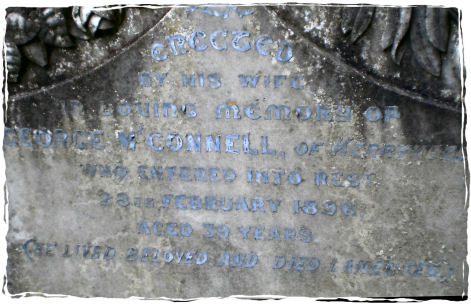 ERECTED
BY HIS WIFE
IN LOVING MEMORY OF
GEORGE McCONNELL, OF
WHO ENTERED INTO REST
28TH FEBRUARY 1896
AGED 39 YEARS
(HE LIVED BELOVED AND DIED LAMENTED.)